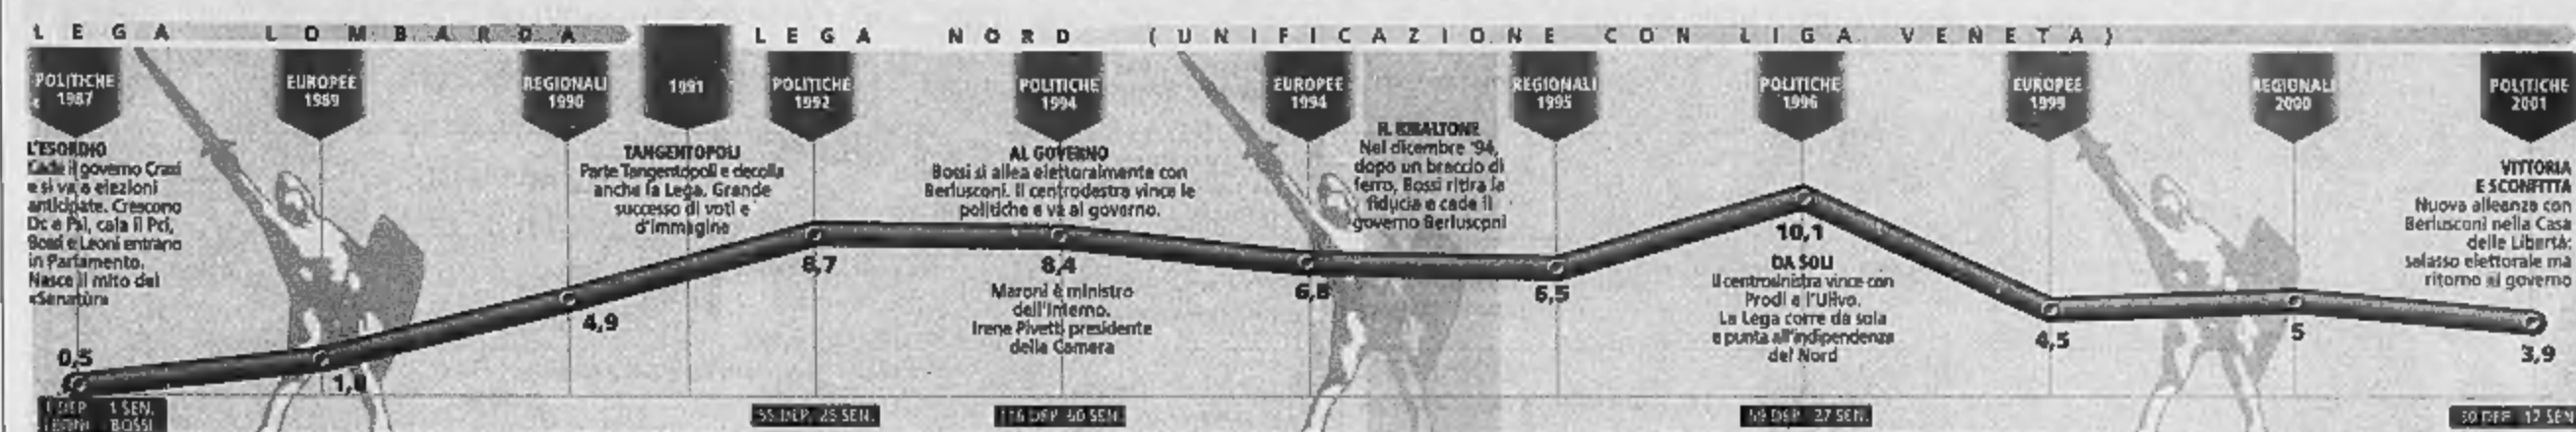 LEGA LOMBARDA
LEGA NORD (UNIFICAZIONE CON LIGA VENETA)
POLITICHE
1987
L'ESORDIO
Cade il governo Craxi
e si va a elezioni
anticipate. Crescono
Dc e Psi, cala il Pci,
Bossi e Leoni entrano
in Parlamento.
Nasce il mito del
«Senatùr»
0,5
1 DEP. 1 SEN.
LEONI BOSSI
EUROPEE
1989
REGIONALI
1990
4,9
1991
TANGENTOPOLI
Parte Tangentopoli e decolla
anche la Lega. Grande
successo di voti e
d'immagine
POLITICHE
1992
8,7
55 DEP. 25 SEN.
POLITICHE
1994
AL GOVERNO
Bossi si allea elettoralmente con
Berlusconi. Il centrodestra vince le
politiche e va al governo.
8,4
Maroni è ministro
dell'Interno.
Irene Pivetti presidente
della Camera
DEP. 60 SEN.
EUROPEE
1994
IL RIBALTONE
Nel dicembre '94,
dopo un braccio di
ferro, Bossi ritira la
fiducia e cade il
governo Berlusconi
REGIONALI
1995
6,5
POLITICHE
1996
10,1
DA SOLI
Il centrosinistra vince con
Prodi e l'Ulivo.
La Lega corre da sola
e punta all'indipendenza
del Nord
59 DEP. 27 SEN.
EUROPEE
1999
4,5
REGIONALI
2000
5
POLITICHE
2001
VITTORIA
E SCONFITTA
Nuova alleanza con
Berlusconi nella Casa
delle Libertà:
salasso elettorale ma
ritorno al governo
3,9
30 DEP. 17 SEN.